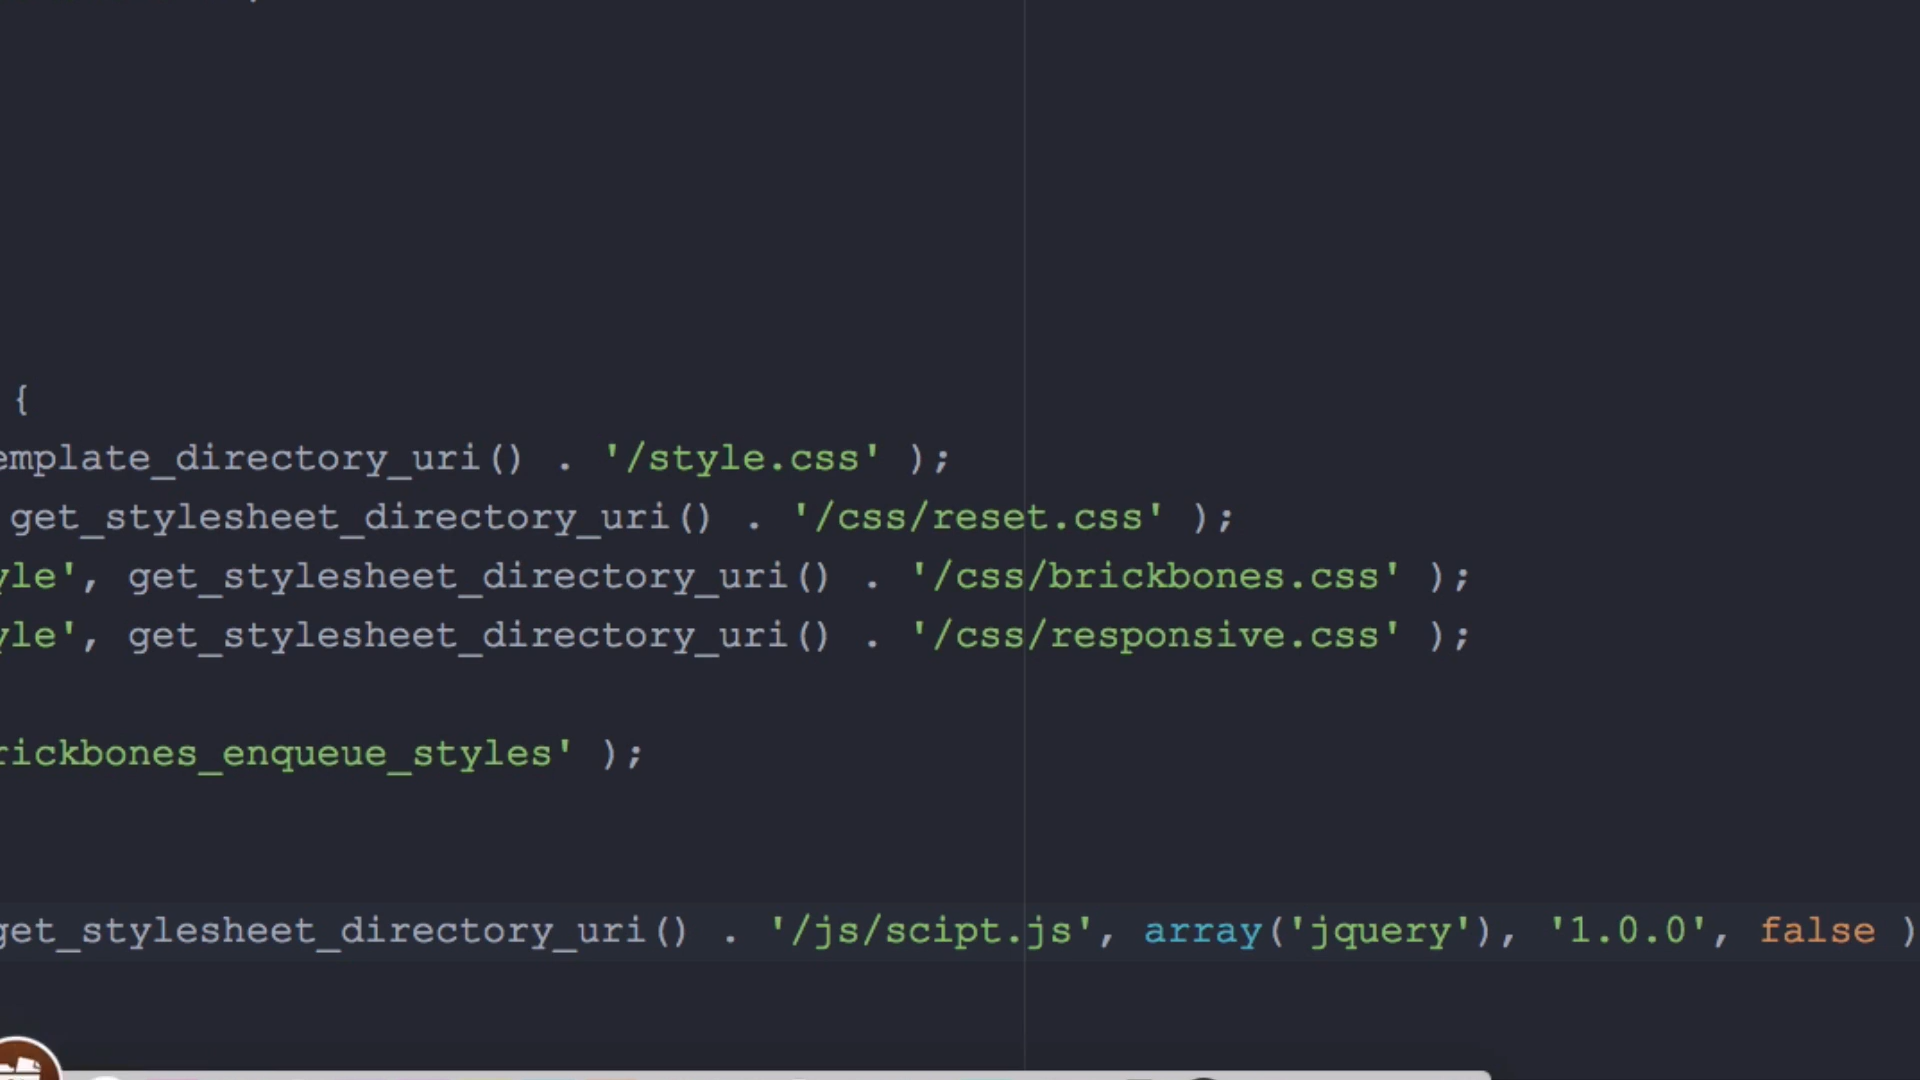 {
emplate_directory_uri() . '/style.css' );
get_stylesheet_directory_uri() . '/css/reset.css' );
yle', get_stylesheet_directory_uri() . '/css/brickbones.css' );
yle', get_stylesheet_directory_uri() . '/css/responsive.css' );
rickbones_enqueue_styles' );
get_stylesheet_directory_uri() . '/js/scipt.js', array('jquery'), '1.0.0', false )